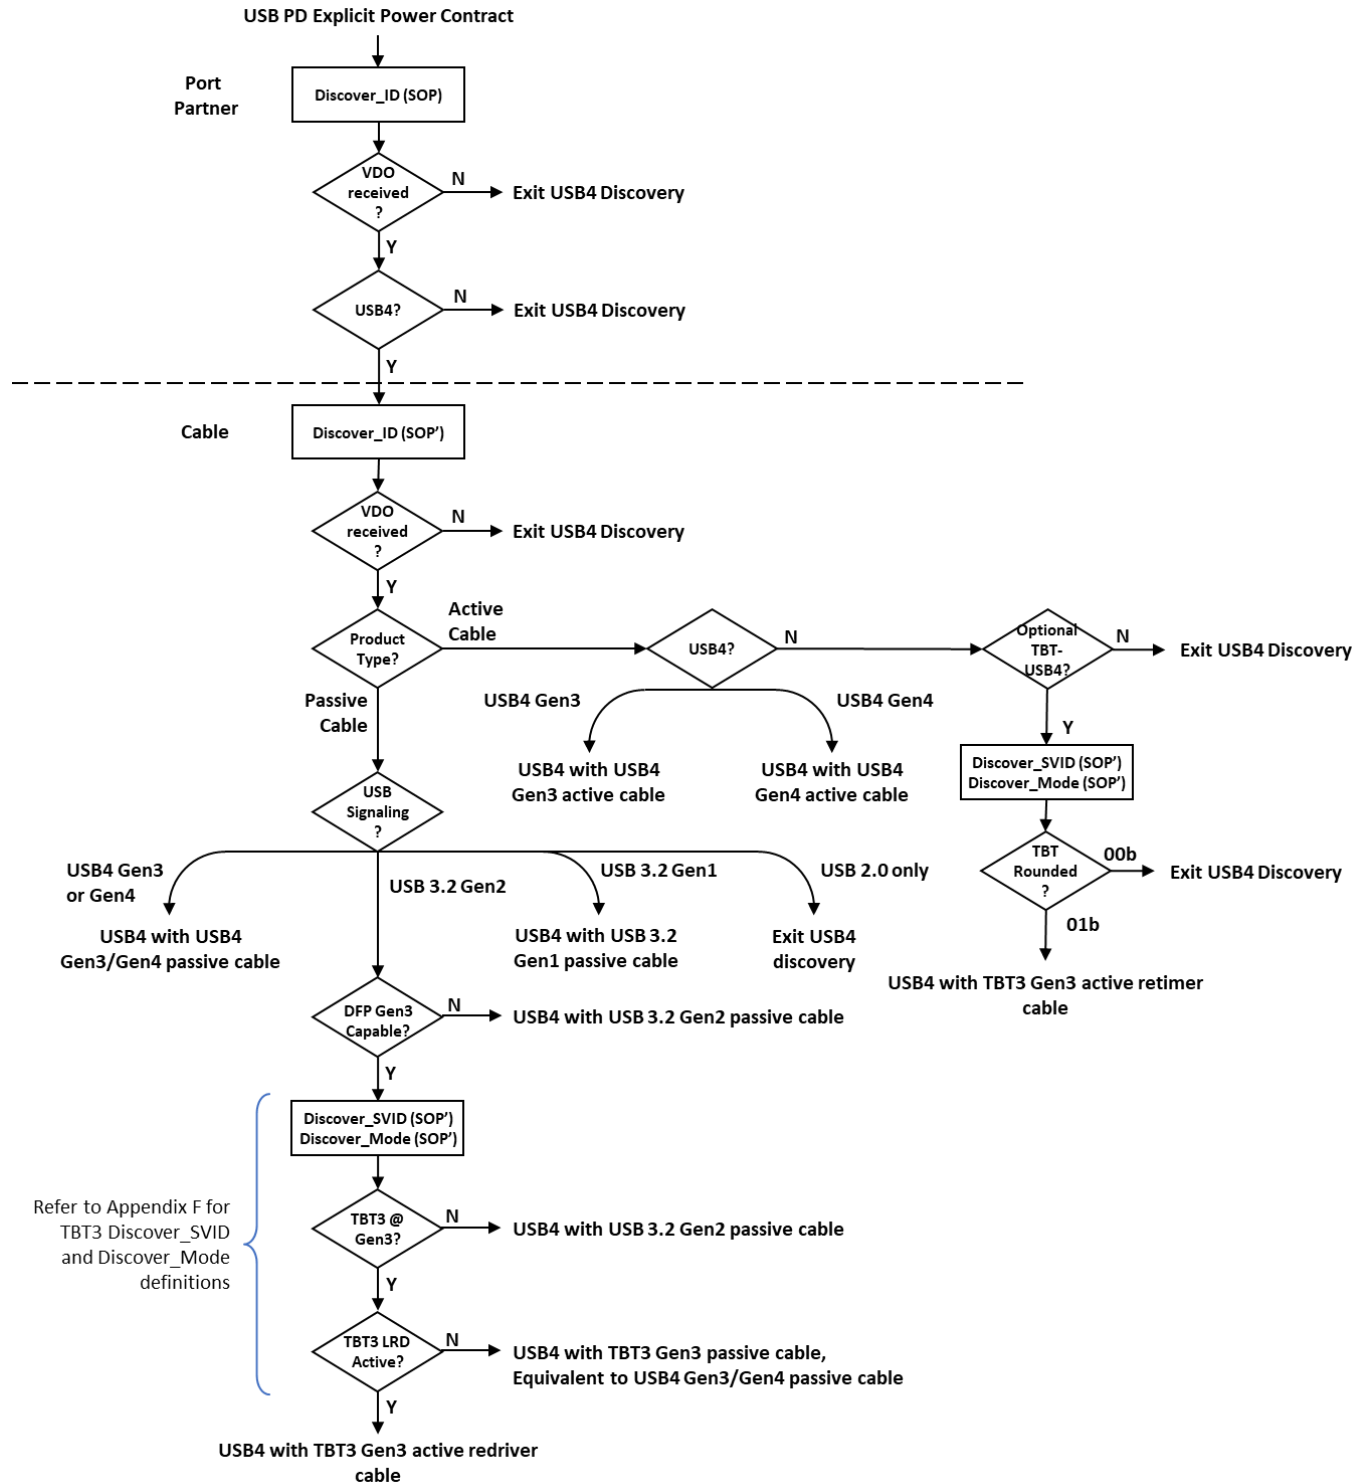 USB PD Explicit Power Contract
Port
Partner
Discover_ID (SOP)
VDO
received
?
N
Exit USB4 Discovery
Y
USB4?
N
Exit USB4 Discovery
Y
Cable
Discover_ID (SOP’)
VDO
received
?
N
Exit USB4 Discovery
Y
Product
Type?
Active
Cable
USB4?
N
Optional
TBT-
USB4?
N
Exit USB4 Discovery
Passive
Cable
USB4 Gen3
USB4 Gen4
Y
USB4 with USB4
Gen3 active cable
USB4 with USB4
Gen4 active cable
Discover_SVID (SOP’)
Discover_Mode (SOP’)
USB
Signaling
?
TBT
Rounded
?
00b
Exit USB4 Discovery
01b
USB4 with TBT3 Gen3 active retimer
cable
USB4 Gen3
or Gen4
USB 3.2 Gen2
USB 3.2 Gen1
USB 2.0 only
USB4 with USB4
Gen3/Gen4 passive cable
USB4 with USB 3.2
Gen1 passive cable
Exit USB4
discovery
DFP Gen3
Capable?
N
USB4 with USB 3.2 Gen2 passive cable
Y
Discover_SVID (SOP’)
Discover_Mode (SOP’)
Refer to Appendix F for
TBT3 Discover_SVID
and Discover_Mode
definitions
TBT3 @
Gen3?
N
USB4 with USB 3.2 Gen2 passive cable
Y
TBT3 LRD
Active?
N
USB4 with TBT3 Gen3 passive cable,
Equivalent to USB4 Gen3/Gen4 passive cable
Y
USB4 with TBT3 Gen3 active redriver
cable